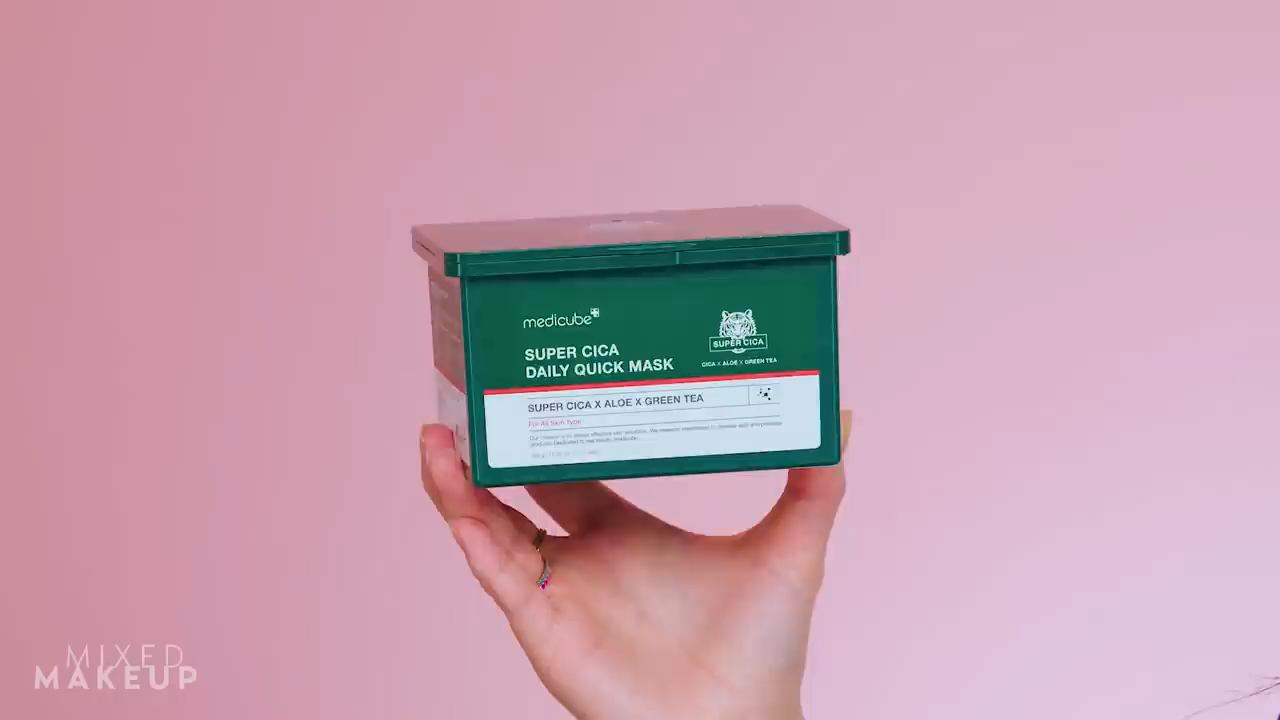 medicube
SUPER CICA
DAILY QUICK MASK
SUPER CICA
CICA X ALOE X GREEN TEA
SUPER CICA X ALOE X GREEN TEA
For All Skin Type
MIXED
MAKEUP